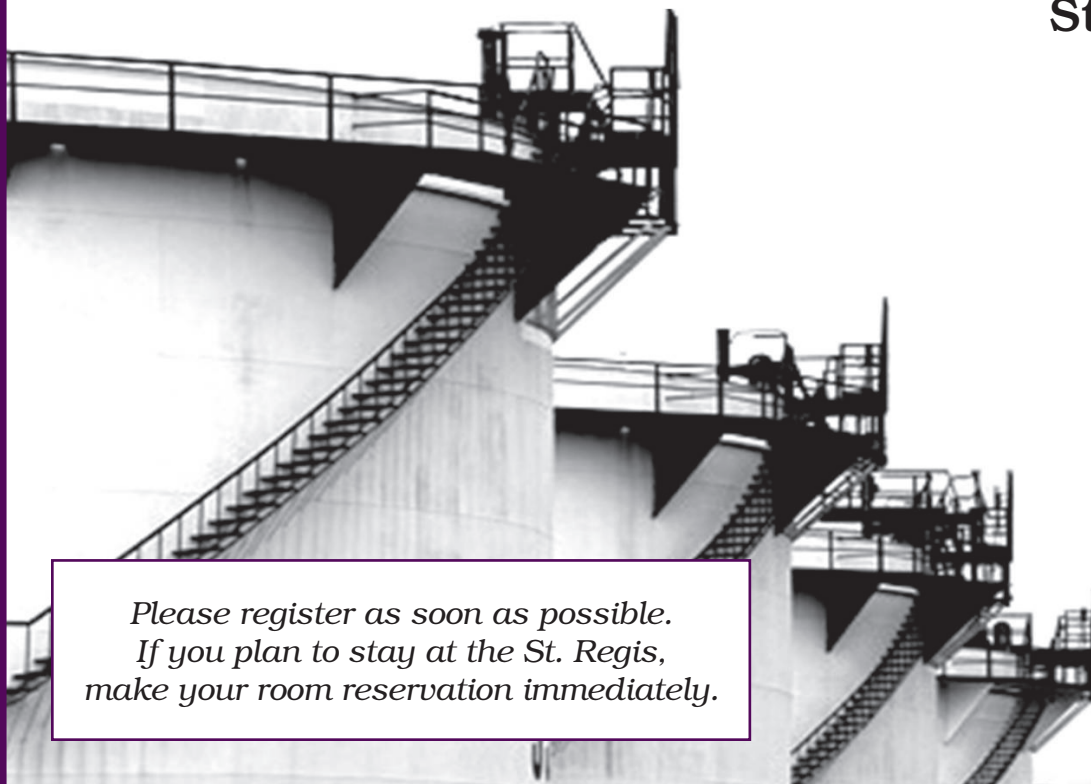 St
Please register as soon as possible.
If you plan to stay at the St. Regis,
make your room reservation immediately.